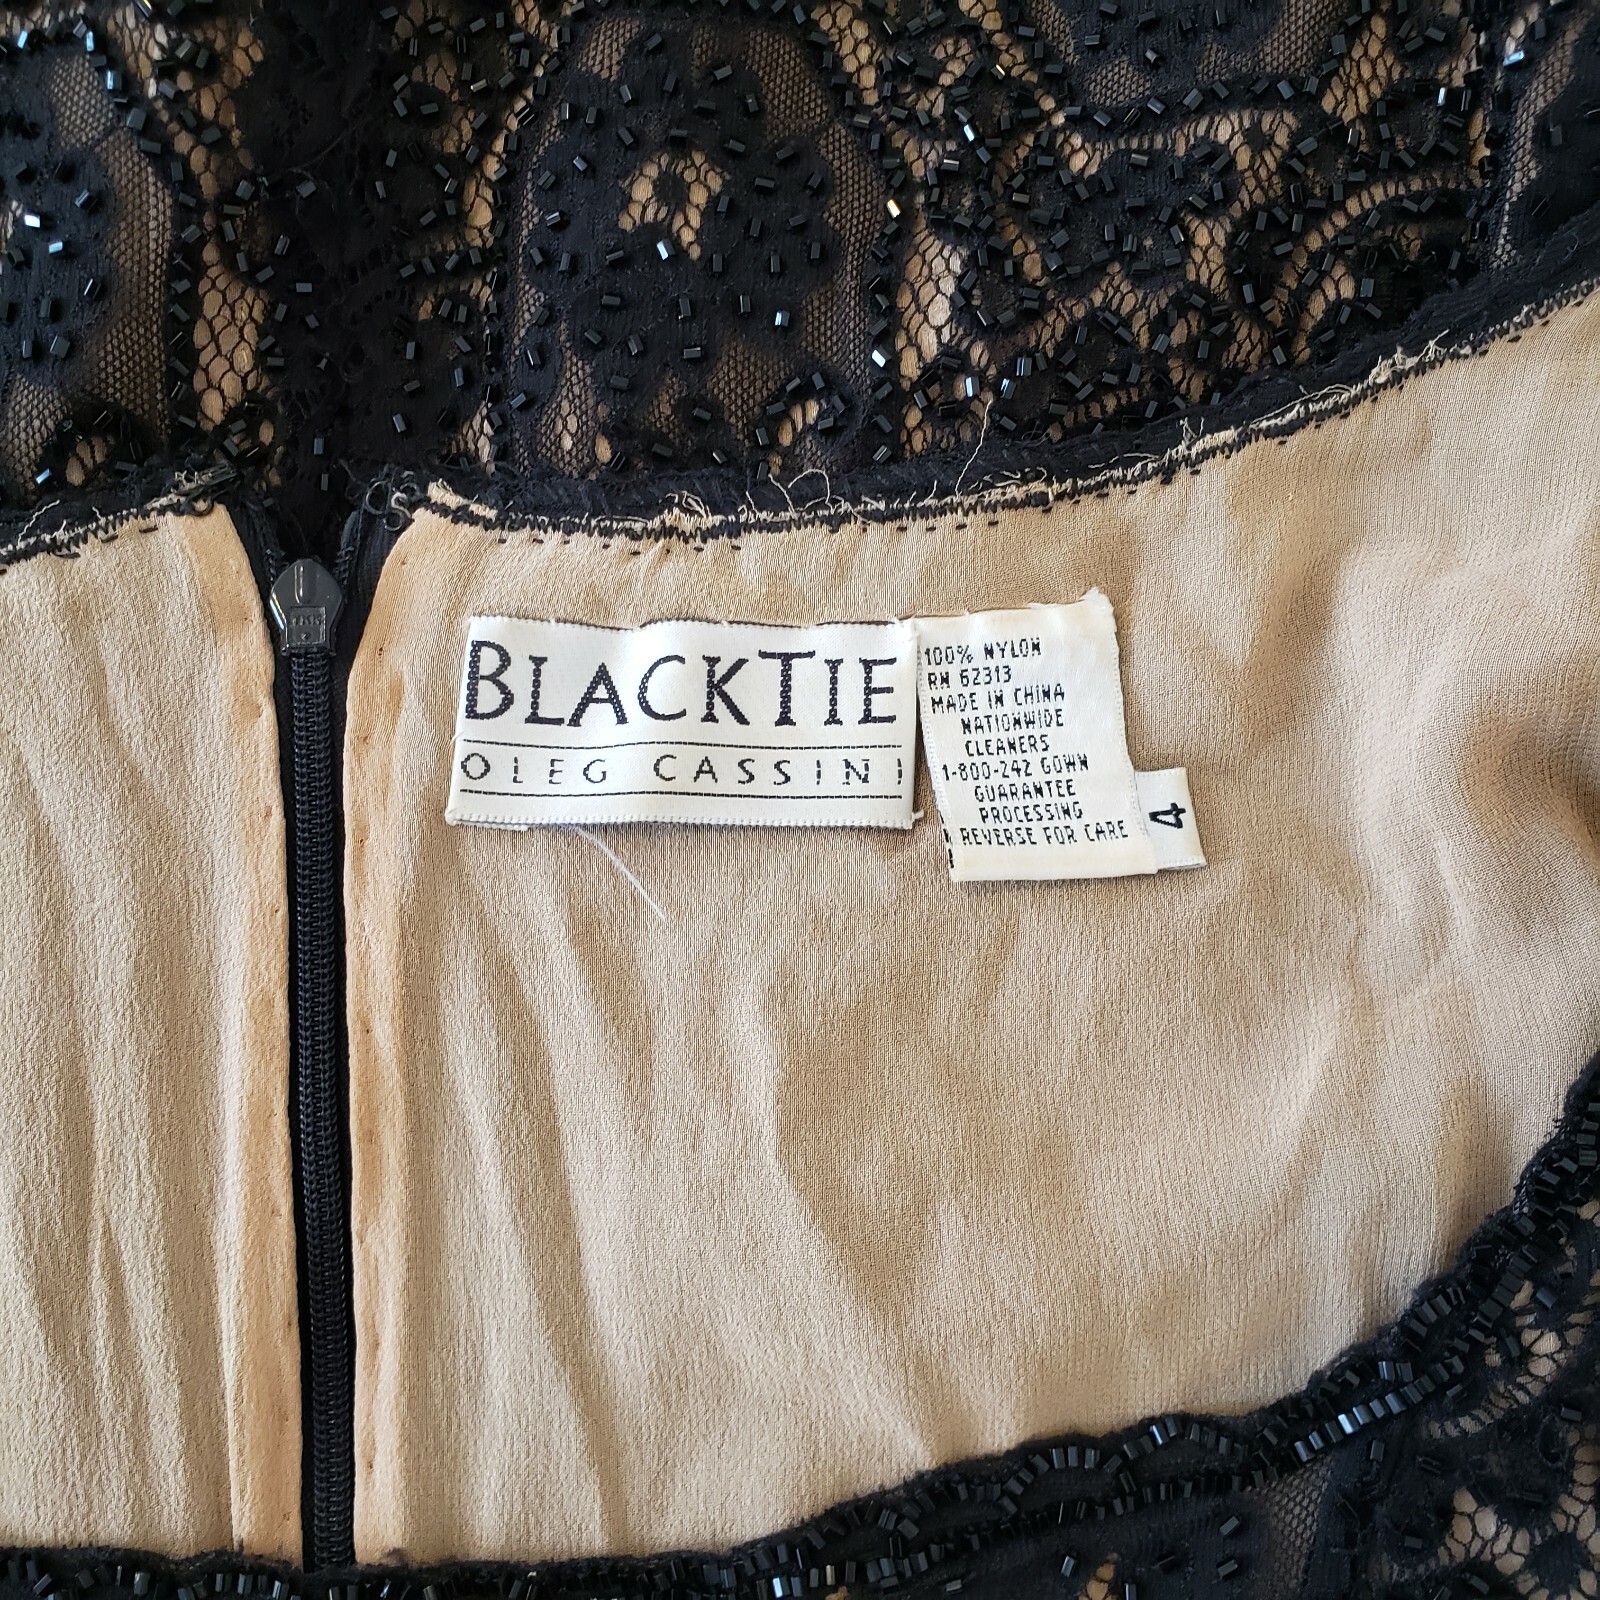 BLACKTIE
OLEG CASSINI
100% NYLON
RN 62313
MADE IN CHINA
NATIONWIDE
CLEANERS
1-800-242 GOWN
GUARANTEE
PROCESSING
REVERSE FOR CARE
4